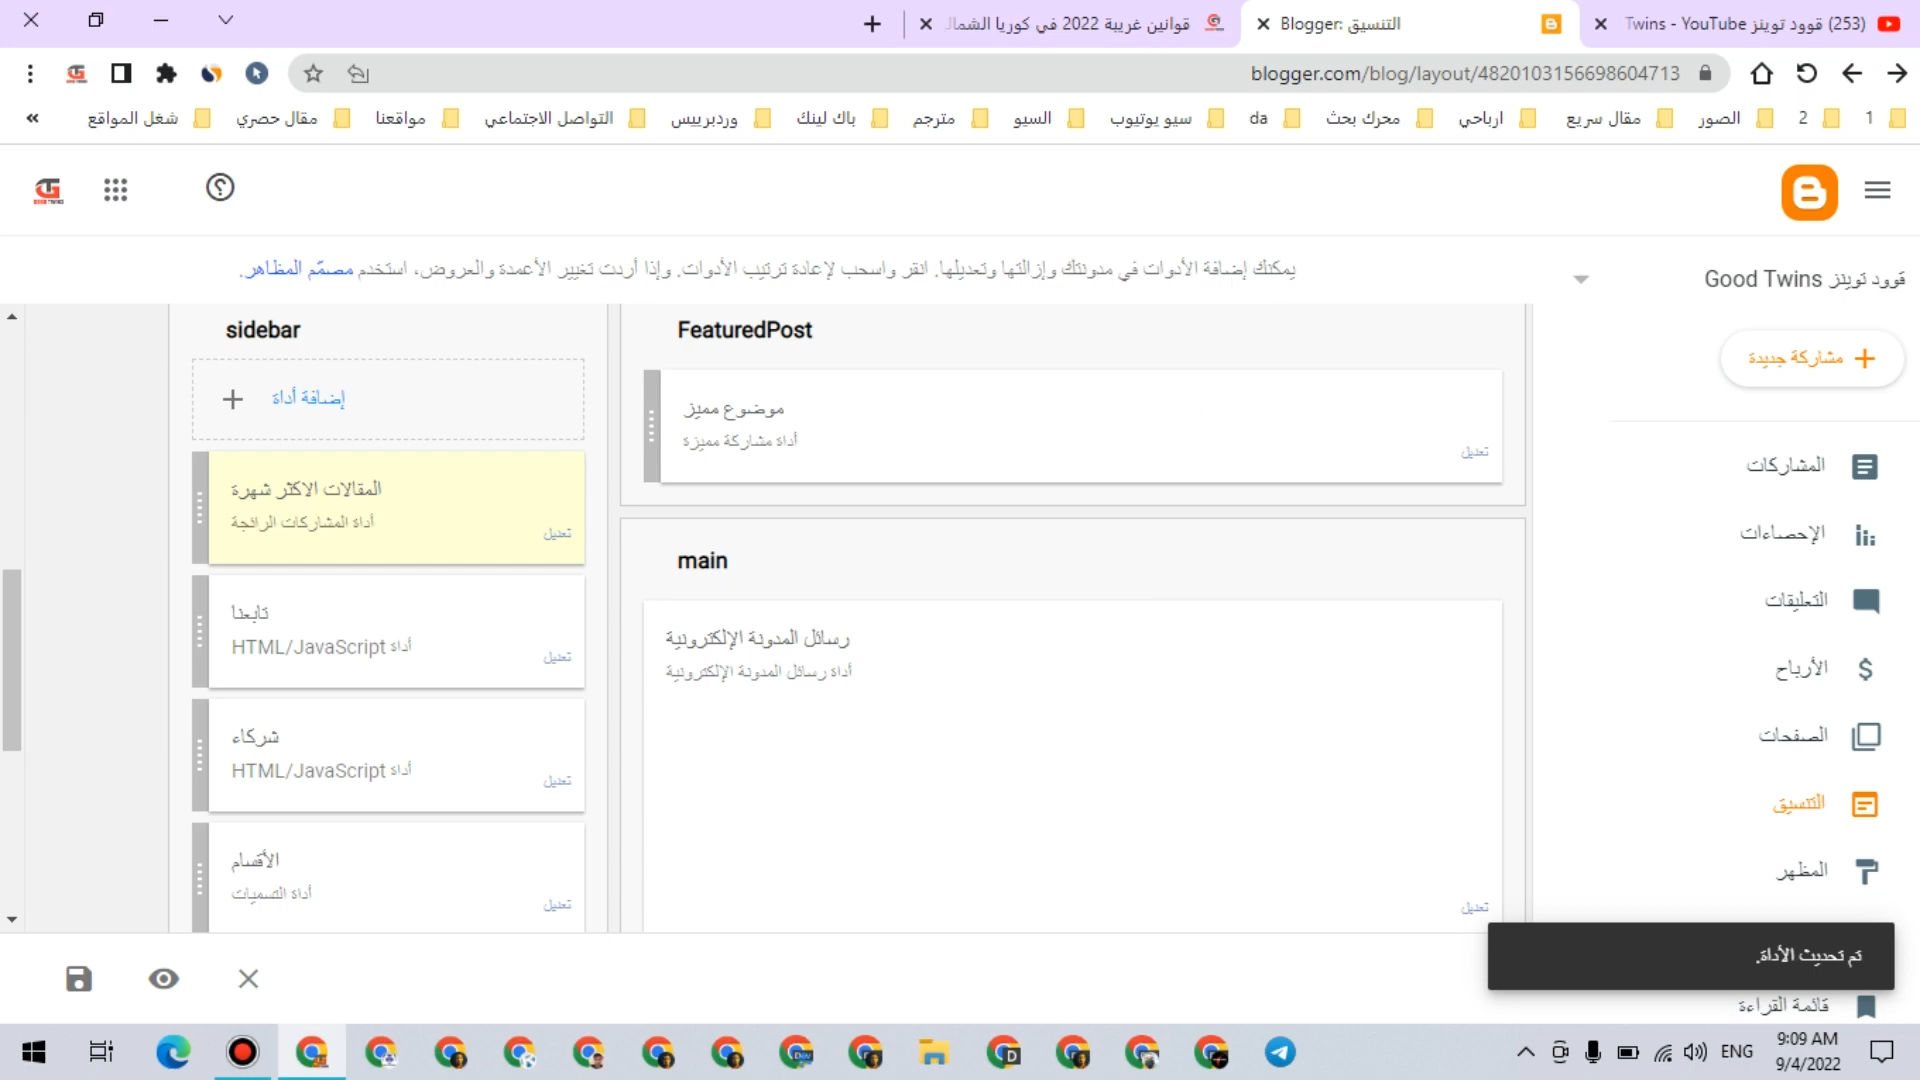 (253) قوود توينز Twins - YouTube
Blogger: التنسيق
قوانين غريبة 2022 في كوريا الشمال
blogger.com/blog/layout/4820103156698604713
1
2
الصور
مقال سريع
ارباحي
محرك بحث
da
سيو يوتيوب
السيو
مترجم
باك لينك
وردبرييس
التواصل الاجتماعي
مواقعنا
مقال حصري
شغل المواقع
»
قوود توينز Good Twins
يمكنك إضافة الأدوات في مدونتك وإزالتها وتعديلها. انقر واسحب لإعادة ترتيب الأدوات. وإذا أردت تغيير الأعمدة والعروض، استخدم مصمّم المظاهر.
مشاركة جديدة
المشاركات
الإحصاءات
التعليقات
الأرباح
الصفحات
التنسيق
المظهر
قائمة القراءة
FeaturedPost
موضوع مميز
أداة مشاركة مميزة
تعديل
main
رسائل المدونة الإلكترونية
أداة رسائل المدونة الإلكترونية
تعديل
sidebar
إضافة أداة
المقالات الاكثر شهرة
أداة المشاركات الرائجة
تعديل
تابعنا
أداة HTML/JavaScript
تعديل
شركاء
أداة HTML/JavaScript
تعديل
الأقسام
أداة التسميات
تعديل
تم تحديث الأداة.
ENG
9:09 AM
9/4/2022